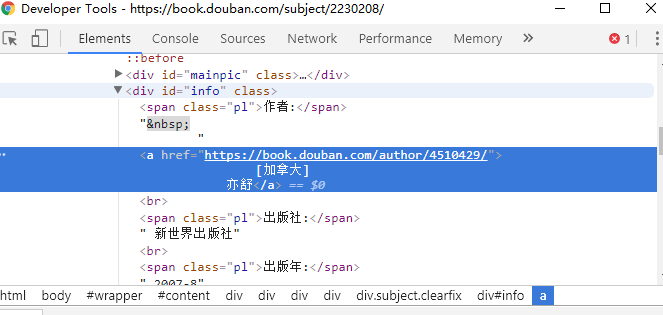 Developer Tools - https://book.douban.com/subject/2230208/
Elements Console Sources Network Performance Memory » 1
::before
▶<div id="mainpic" class>…</div>
▼<div id="info" class>
<span class="pl">作者:</span>
"&nbsp;
"
… <a href="https://book.douban.com/author/4510429/">
[加拿大]
亦舒</a> == $0
<br>
<span class="pl">出版社:</span>
" 新世界出版社"
<br>
<span class="pl">出版年:</span>
" 2007-8"
html body #wrapper #content div div div div div.subject.clearfix div#info a